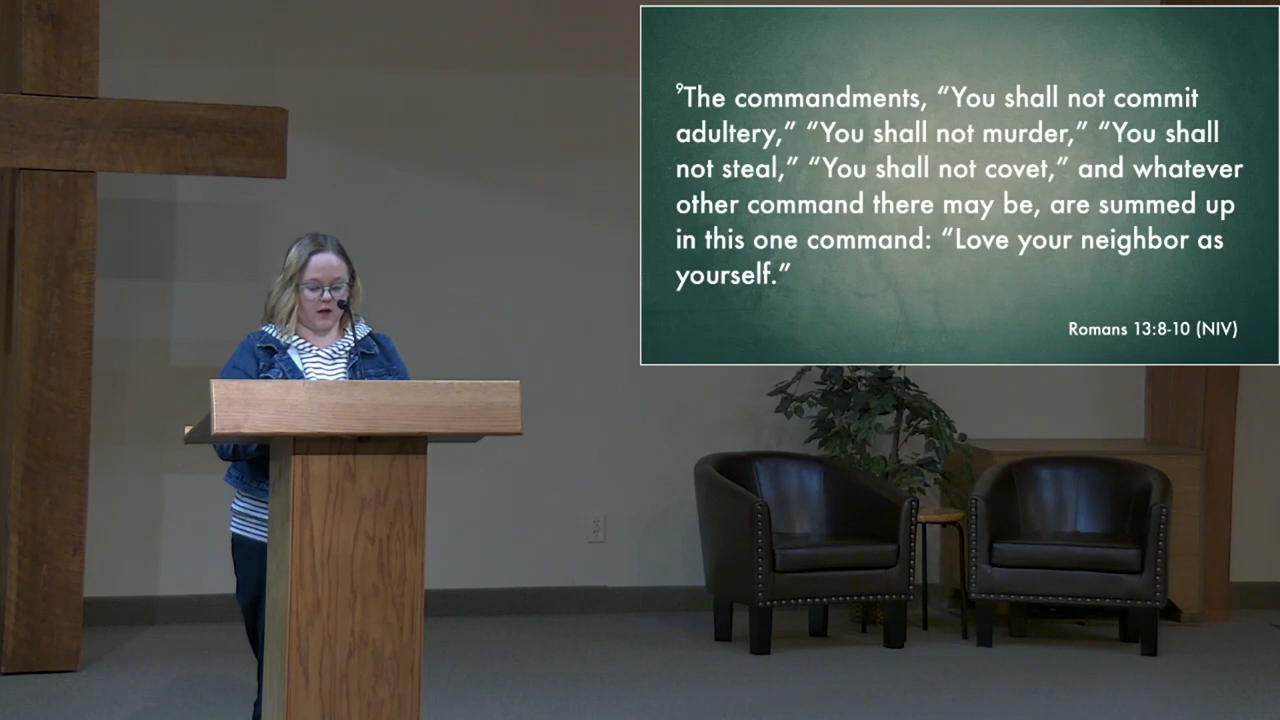 ⁹The commandments, “You shall not commit
adultery,” “You shall not murder,” “You shall
not steal,” “You shall not covet,” and whatever
other command there may be, are summed up
in this one command: “Love your neighbor as
yourself.”
Romans 13:8-10 (NIV)